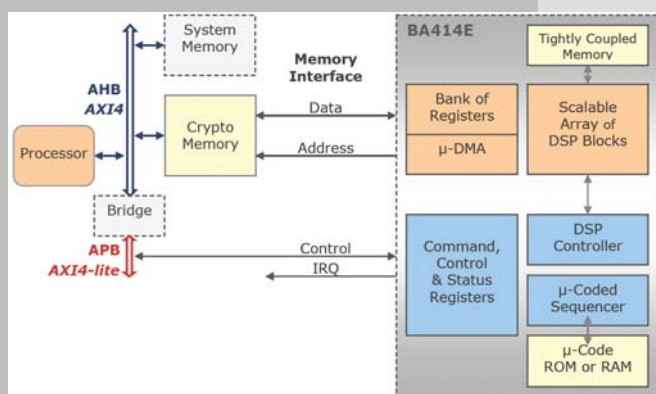 BA414E
System
Memory
Memory
Interface
Tightly Coupled
Memory
AHB
AXI4
Processor
Crypto
Memory
Data
Address
Bank of
Registers
μ-DMA
Scalable
Array of
DSP Blocks
Bridge
APB
AXI4-lite
Control
IRQ
Command,
Control
& Status
Registers
DSP
Controller
μ-Coded
Sequencer
μ-Code
ROM or RAM